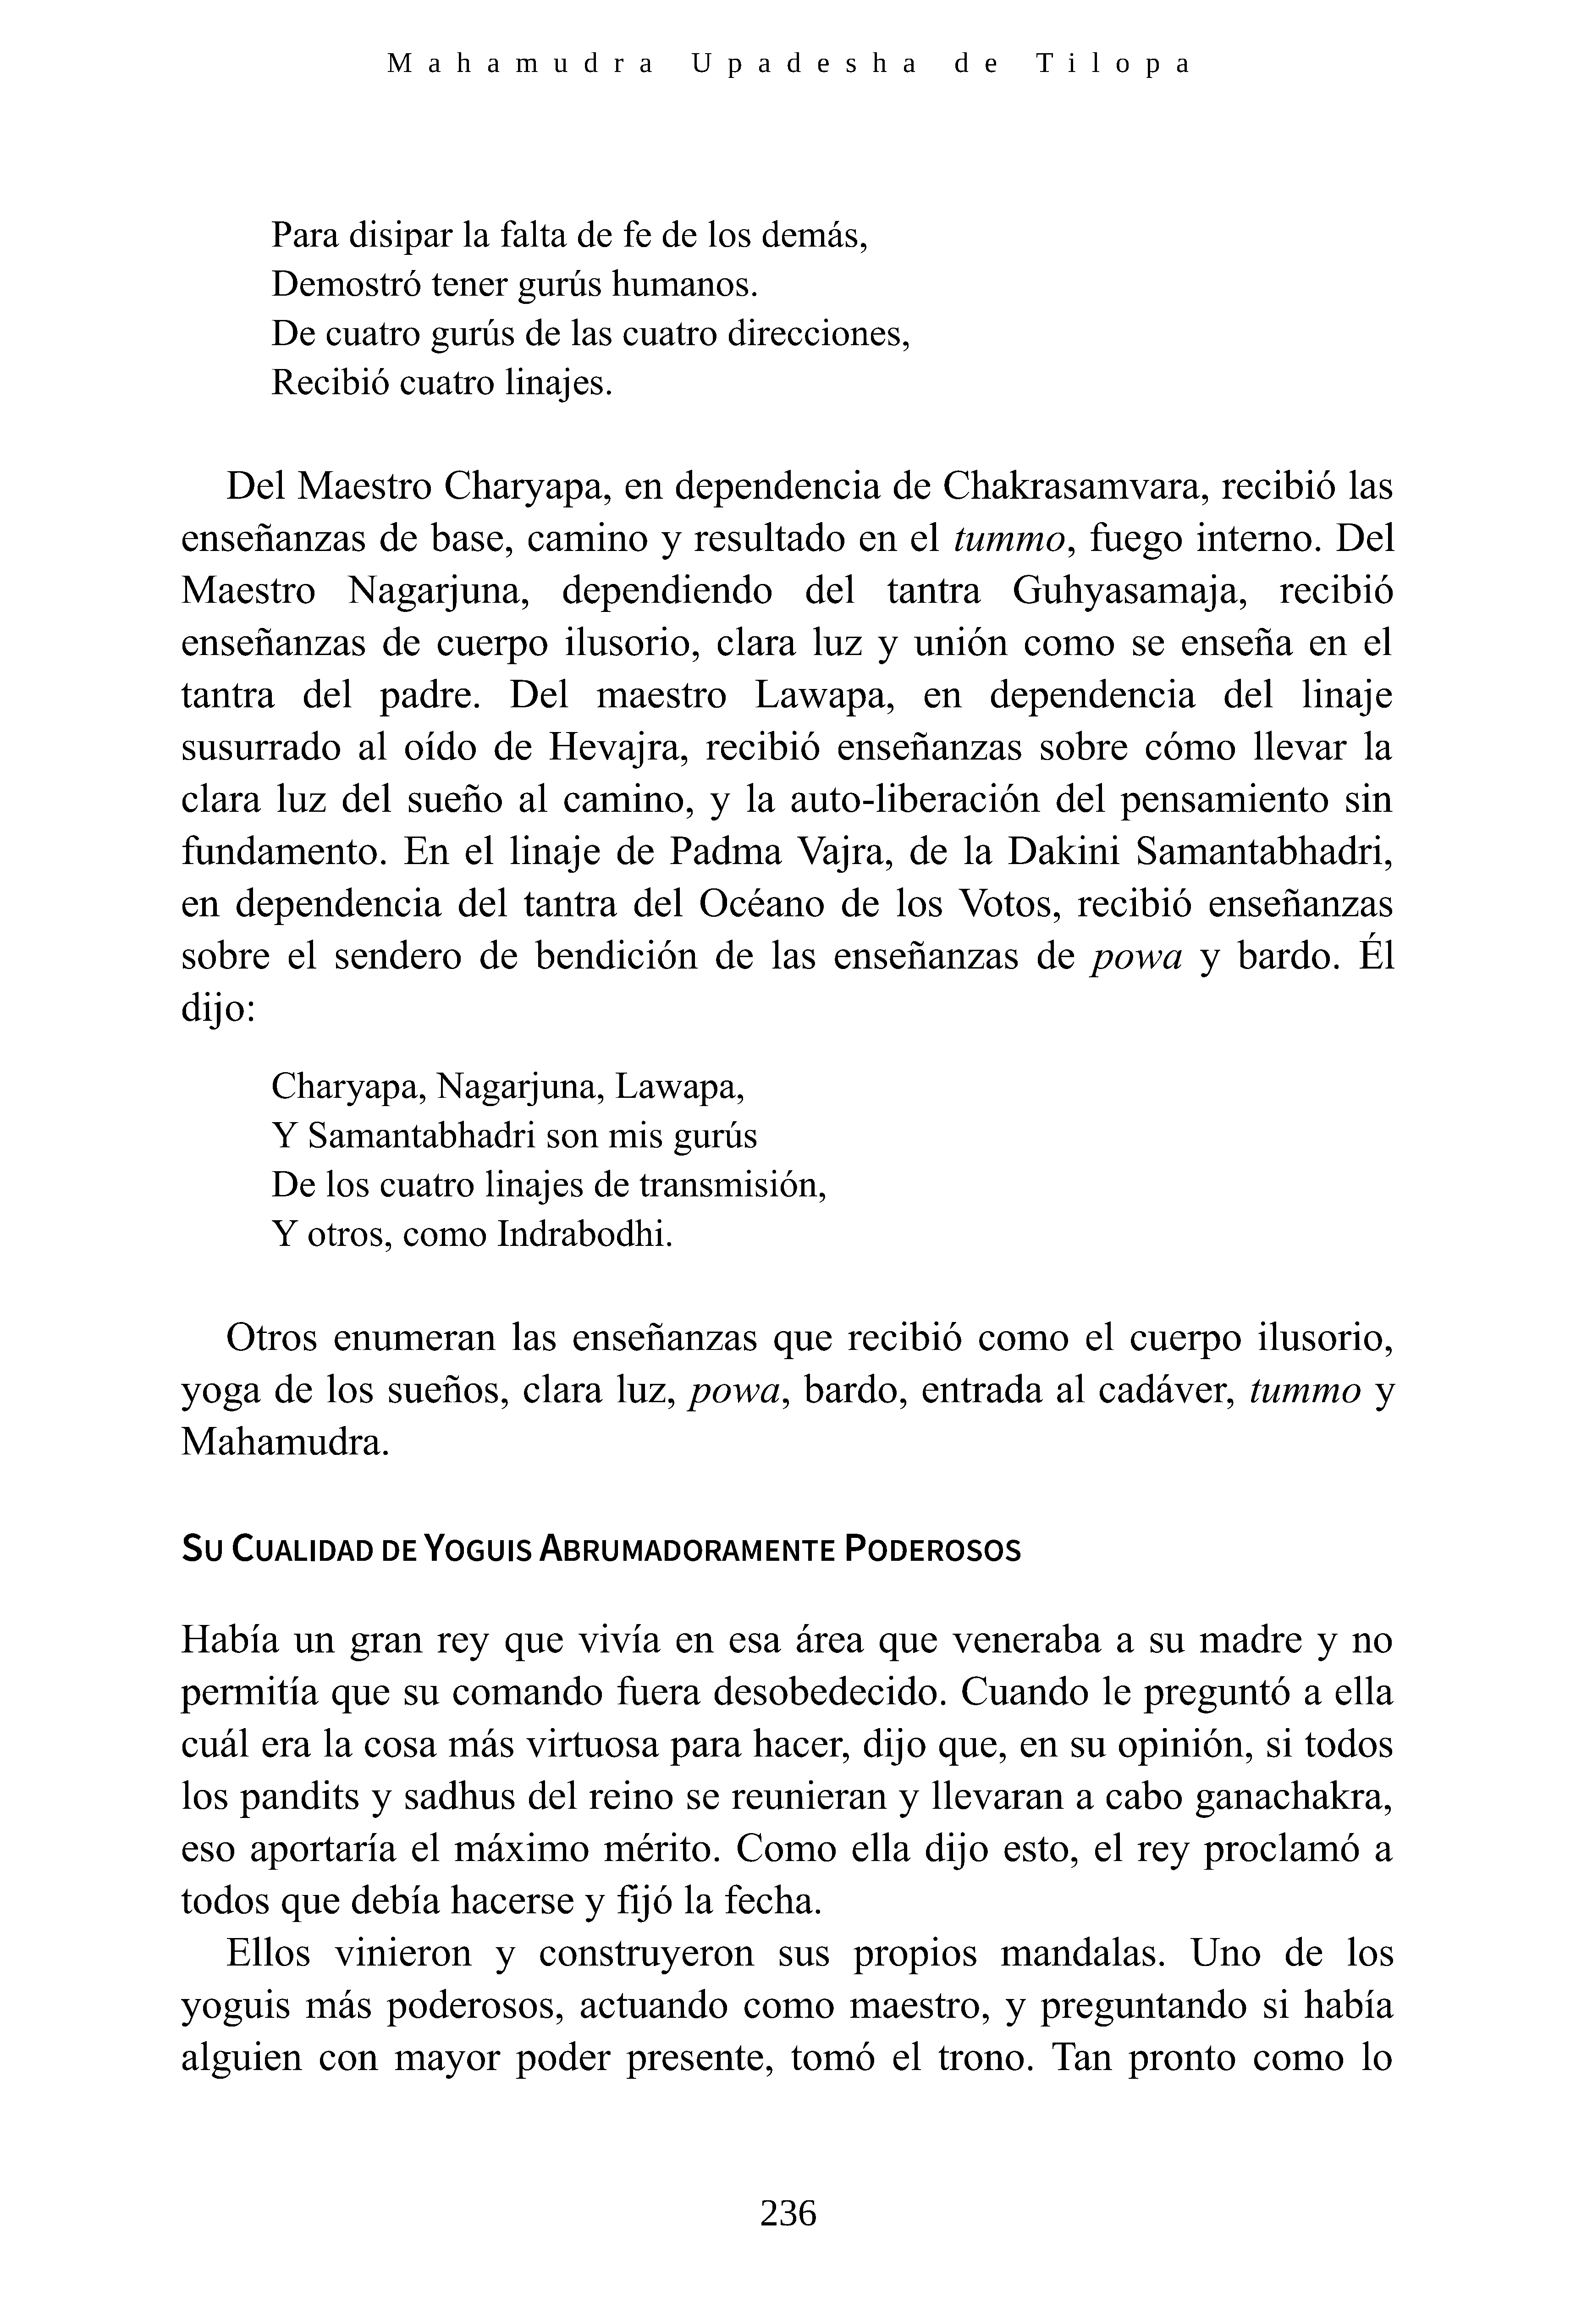 Mahamudra Upadesha de Tilopa
Para disipar la falta de fe de los demás,
Demostró tener gurús humanos.
De cuatro gurús de las cuatro direcciones,
Recibió cuatro linajes.
Del Maestro Charyapa, en dependencia de Chakrasamvara, recibió las
enseñanzas de base, camino y resultado en el tummo, fuego interno. Del
Maestro Nagarjuna, dependiendo del tantra Guhyasamaja, recibió
enseñanzas de cuerpo ilusorio, clara luz y unión como se enseña en el
tantra del padre. Del maestro Lawapa, en dependencia del linaje
susurrado al oído de Hevajra, recibió enseñanzas sobre cómo llevar la
clara luz del sueño al camino, y la auto-liberación del pensamiento sin
fundamento. En el linaje de Padma Vajra, de la Dakini Samantabhadri,
en dependencia del tantra del Océano de los Votos, recibió enseñanzas
sobre el sendero de bendición de las enseñanzas de powa y bardo. Él
dijo:
Charyapa, Nagarjuna, Lawapa,
Y Samantabhadri son mis gurús
De los cuatro linajes de transmisión,
Y otros, como Indrabodhi.
Otros enumeran las enseñanzas que recibió como el cuerpo ilusorio,
yoga de los sueños, clara luz, powa, bardo, entrada al cadáver, tummo y
Mahamudra.
SU CUALIDAD DE YOGUIS ABRUMADORAMENTE PODEROSOS
Había un gran rey que vivía en esa área que veneraba a su madre y no
permitía que su comando fuera desobedecido. Cuando le preguntó a ella
cuál era la cosa más virtuosa para hacer, dijo que, en su opinión, si todos
los pandits y sadhus del reino se reunieran y llevaran a cabo ganachakra,
eso aportaría el máximo mérito. Como ella dijo esto, el rey proclamó a
todos que debía hacerse y fijó la fecha.
Ellos vinieron y construyeron sus propios mandalas. Uno de los
yoguis más poderosos, actuando como maestro, y preguntando si había
alguien con mayor poder presente, tomó el trono. Tan pronto como lo
236